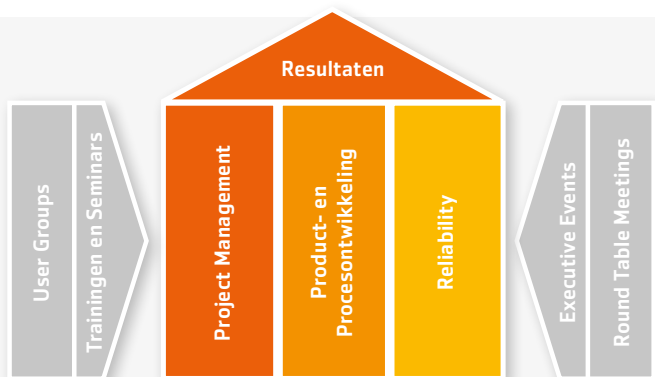 Resultaten
User Groups
Trainingen en Seminars
Project Management
Product- en
Procesontwikkeling
Reliability
Executive Events
Round Table Meetings